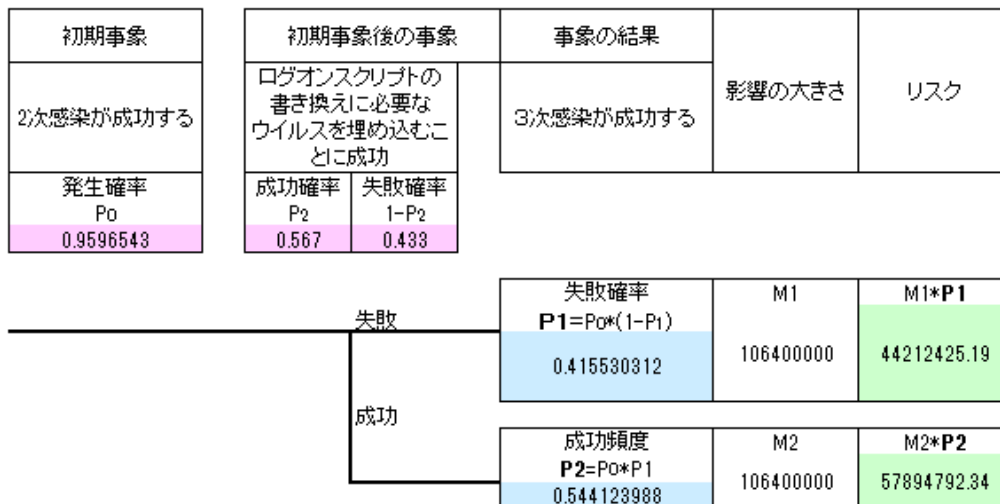 初期事象
初期事象後の事象
事象の結果
影響の大きさ
リスク
2次感染が成功する
ログオンスクリプトの
書き換えに必要な
ウイルスを埋め込むこ
とに成功
3次感染が成功する
発生確率
P0
0.9596543
成功確率
P2
0.567
失敗確率
1-P2
0.433
失敗
失敗確率
P1=P0*(1-P1)
0.415530312
M1
106400000
M1*P1
44212425.19
成功
成功頻度
P2=P0*P1
0.544123988
M2
106400000
M2*P2
57894792.34